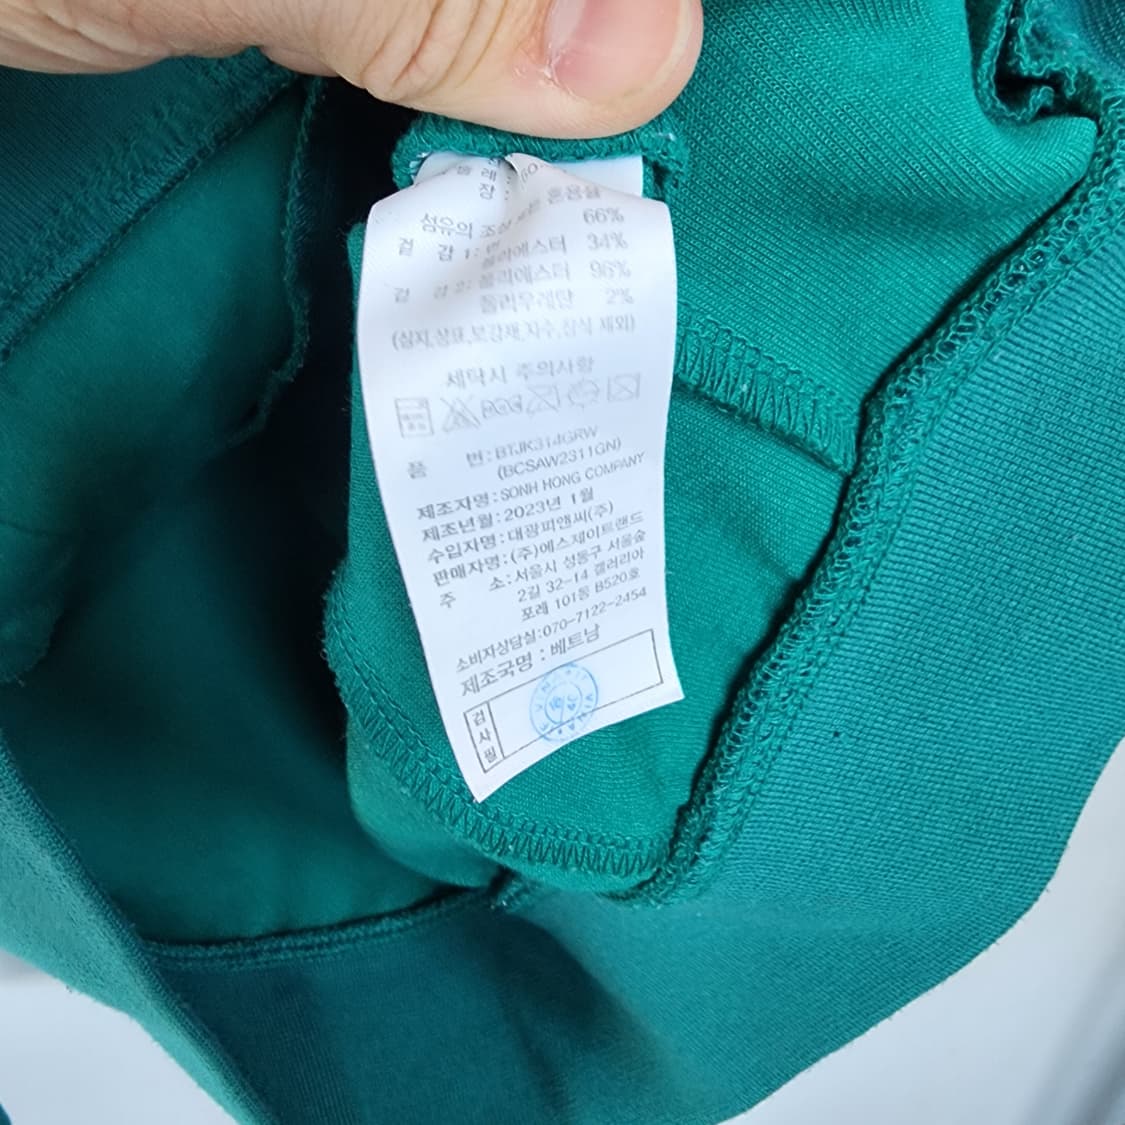 레 :
장 :
섬유의 조성 또는 혼용률
66%
겉 감1: 면
폴리에스터 34%
겉 감2: 폴리에스터 96%
폴리우레탄 2%
(심지,상표,보강재,자수,장식 제외)
세탁시 주의사항
품 번:BTJK314GRW
(BCSAW2311GN)
제조자명:SONH HONG COMPANY
제조년월:2023년 1월
수입자명:대광피앤씨(주)
판매자명:(주)에스제이트랜드
주 소:서울시 성동구 서울숲
2길 32-14 갤러리아
포레 101동 B520호
소비자상담실:070-7122-2454
제조국명 : 베트남
검사필